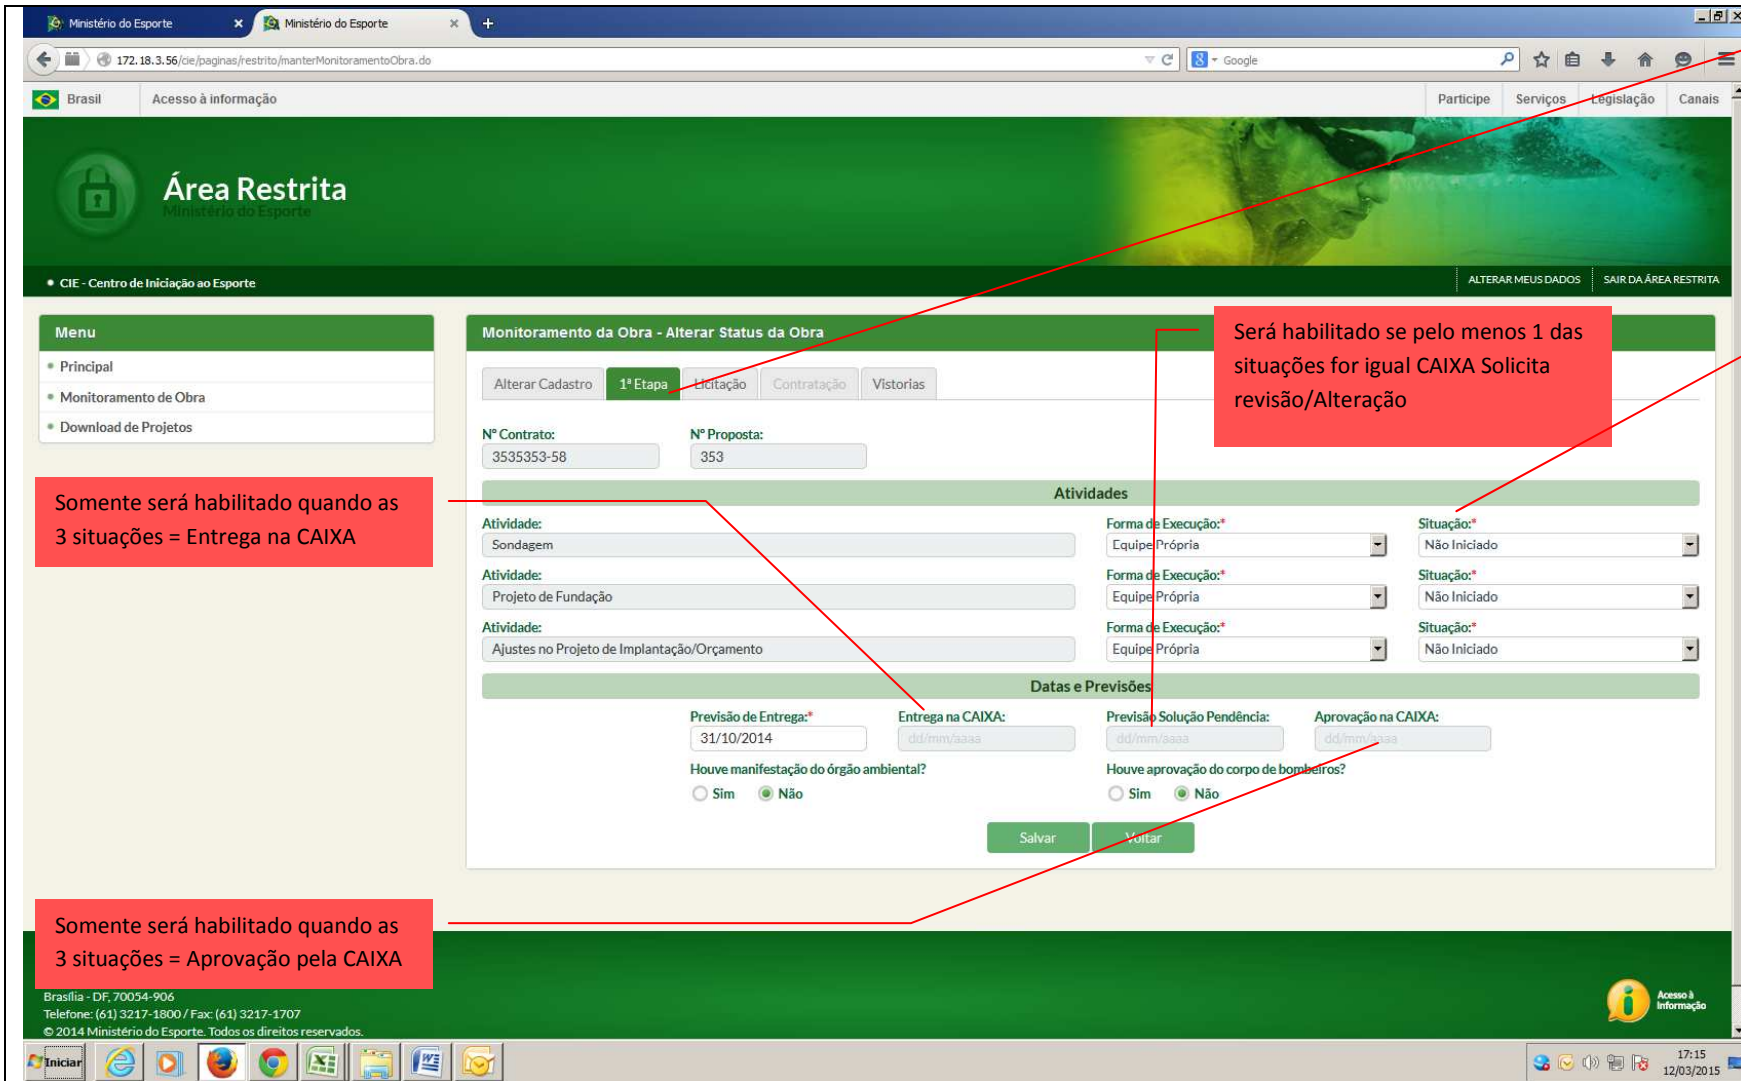 Ministério do Esporte
Ministério do Esporte
172.18.3.56/cie/paginas/restrito/manterMonitoramentoObra.do
Google
Brasil
Acesso à informação
Participe
Serviços
Legislação
Canais
Área Restrita
Ministério do Esporte
CIE - Centro de Iniciação ao Esporte
ALTERAR MEUS DADOS
SAIR DA ÁREA RESTRITA
Menu
Principal
Monitoramento de Obra
Download de Projetos
Monitoramento da Obra - Alterar Status da Obra
Alterar Cadastro
1ª Etapa
Licitação
Contratação
Vistorias
Será habilitado se pelo menos 1 das
situações for igual CAIXA Solicita
revisão/Alteração
Nº Contrato:
Nº Proposta:
3535353-58
353
Somente será habilitado quando as
3 situações = Entrega na CAIXA
Atividades
Atividade:
Forma de Execução:*
Situação:*
Sondagem
Equipe Própria
Não Iniciado
Atividade:
Forma de Execução:*
Situação:*
Projeto de Fundação
Equipe Própria
Não Iniciado
Atividade:
Forma de Execução:*
Situação:*
Ajustes no Projeto de Implantação/Orçamento
Equipe Própria
Não Iniciado
Datas e Previsões
Previsão de Entrega:*
Entrega na CAIXA:
Previsão Solução Pendência:
Aprovação na CAIXA:
31/10/2014
dd/mm/aaaa
dd/mm/aaaa
dd/mm/aaaa
Houve manifestação do órgão ambiental?
Houve aprovação do corpo de bombeiros?
Sim
Não
Sim
Não
Salvar
Voltar
Somente será habilitado quando as
3 situações = Aprovação pela CAIXA
Brasília - DF, 70054-906
Telefone: (61) 3217-1800 / Fax: (61) 3217-1707
© 2014 Ministério do Esporte. Todos os direitos reservados.
Acesso à
Informação
Iniciar
17:15
12/03/2015